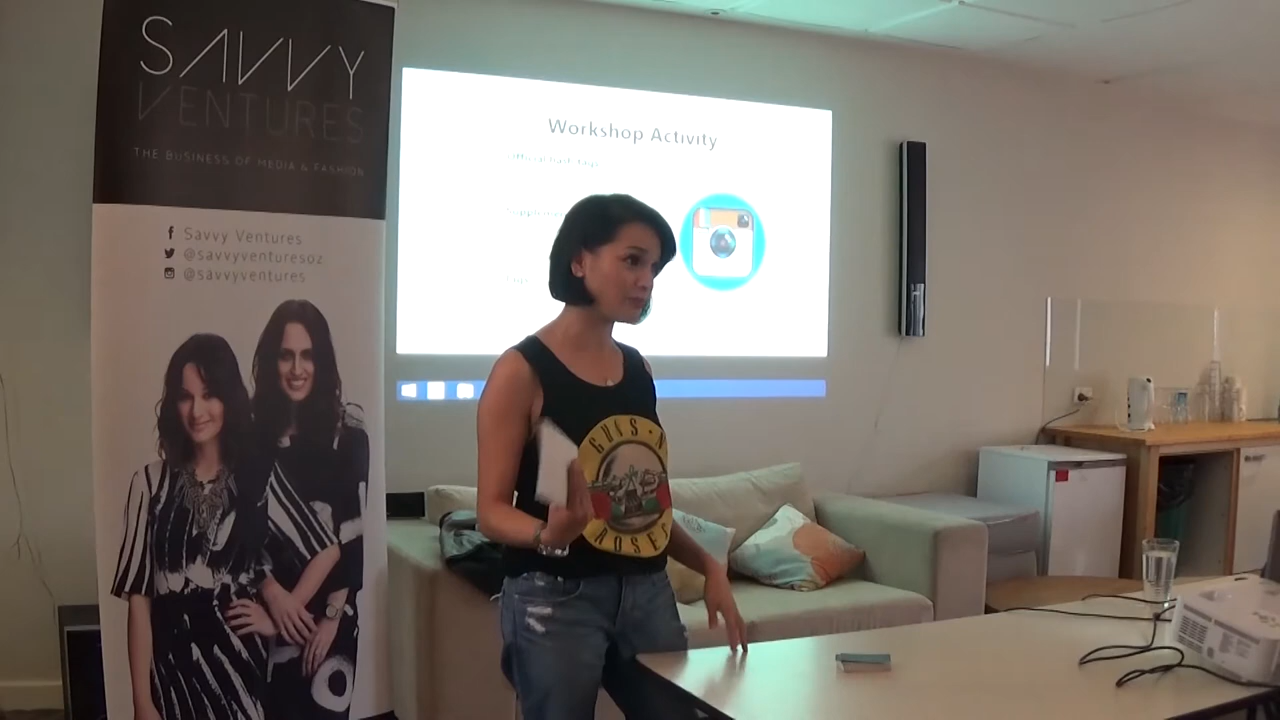 SAVVY
VENTURES
THE BUSINESS OF MEDIA & FASHION
Savvy Ventures
@savvyventuresoz
@savvyventures
Workshop Activity
GUNS N
ROSES